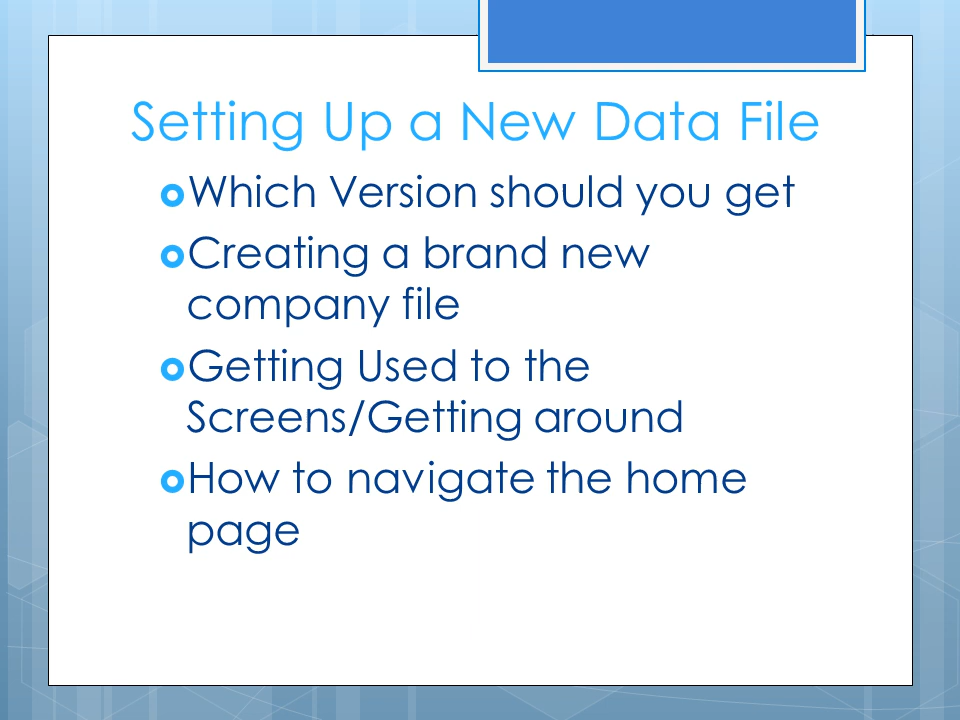 Setting Up a New Data File
Which Version should you get
Creating a brand new
company file
Getting Used to the
Screens/Getting around
How to navigate the home
page